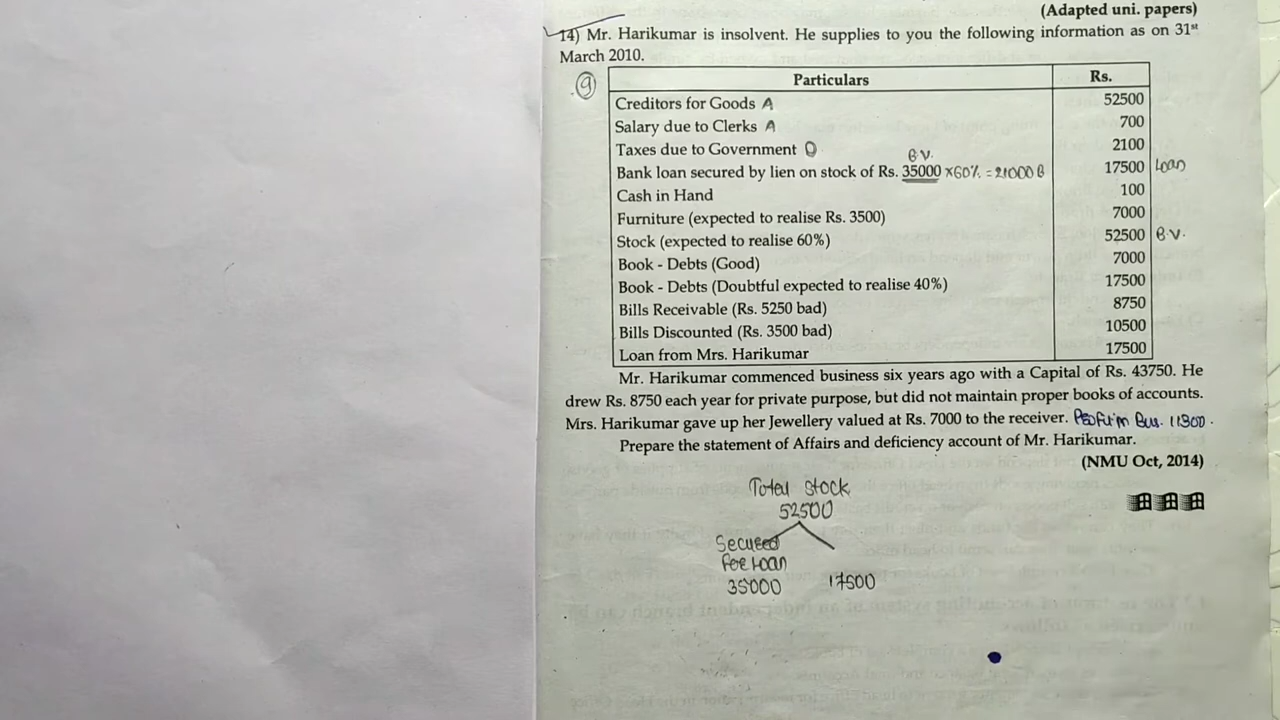 (Adapted uni. papers)
14) Mr. Harikumar is insolvent. He supplies to you the following information as on 31st
March 2010.
9
Particulars Rs.
Creditors for Goods A 52500
Salary due to Clerks A 700
Taxes due to Government D 2100
B.V.
Bank loan secured by lien on stock of Rs. 35000 ×60% = 21000 B 17500 Loan
Cash in Hand 100
Furniture (expected to realise Rs. 3500) 7000
Stock (expected to realise 60%) 52500 B.V.
Book - Debts (Good) 7000
Book - Debts (Doubtful expected to realise 40%) 17500
Bills Receivable (Rs. 5250 bad) 8750
Bills Discounted (Rs. 3500 bad) 10500
Loan from Mrs. Harikumar 17500
Mr. Harikumar commenced business six years ago with a Capital of Rs. 43750. He
drew Rs. 8750 each year for private purpose, but did not maintain proper books of accounts.
Mrs. Harikumar gave up her Jewellery valued at Rs. 7000 to the receiver. Bus. 11300.
Prepare the statement of Affairs and deficiency account of Mr. Harikumar.
(NMU Oct, 2014)
Total stock
52500
Secured
for Loan
35000 17500